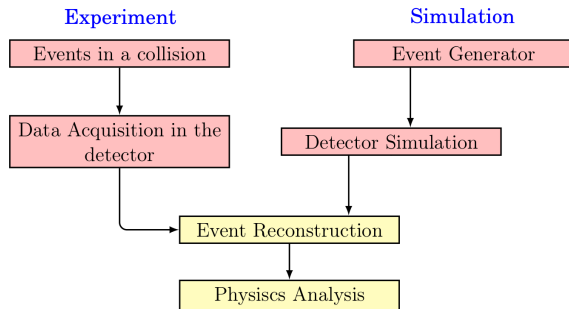 Experiment
Simulation
Events in a collision
Event Generator
Data Acquisition in the
detector
Detector Simulation
Event Reconstruction
Physiscs Analysis